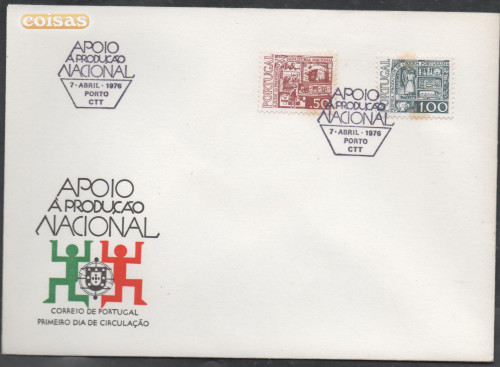 coisas
APOIO
À PRODUÇÃO
NACIONAL
7 - ABRIL - 1976
PORTO
CTT
PORTUGAL
.50
PORTUGAL
1.00
APOIO
À PRODUÇÃO
NACIONAL
7 - ABRIL - 1976
PORTO
CTT
APOIO
À PRODUÇÃO
NACIONAL
CORREIO DE PORTUGAL
PRIMEIRO DIA DE CIRCULAÇÃO